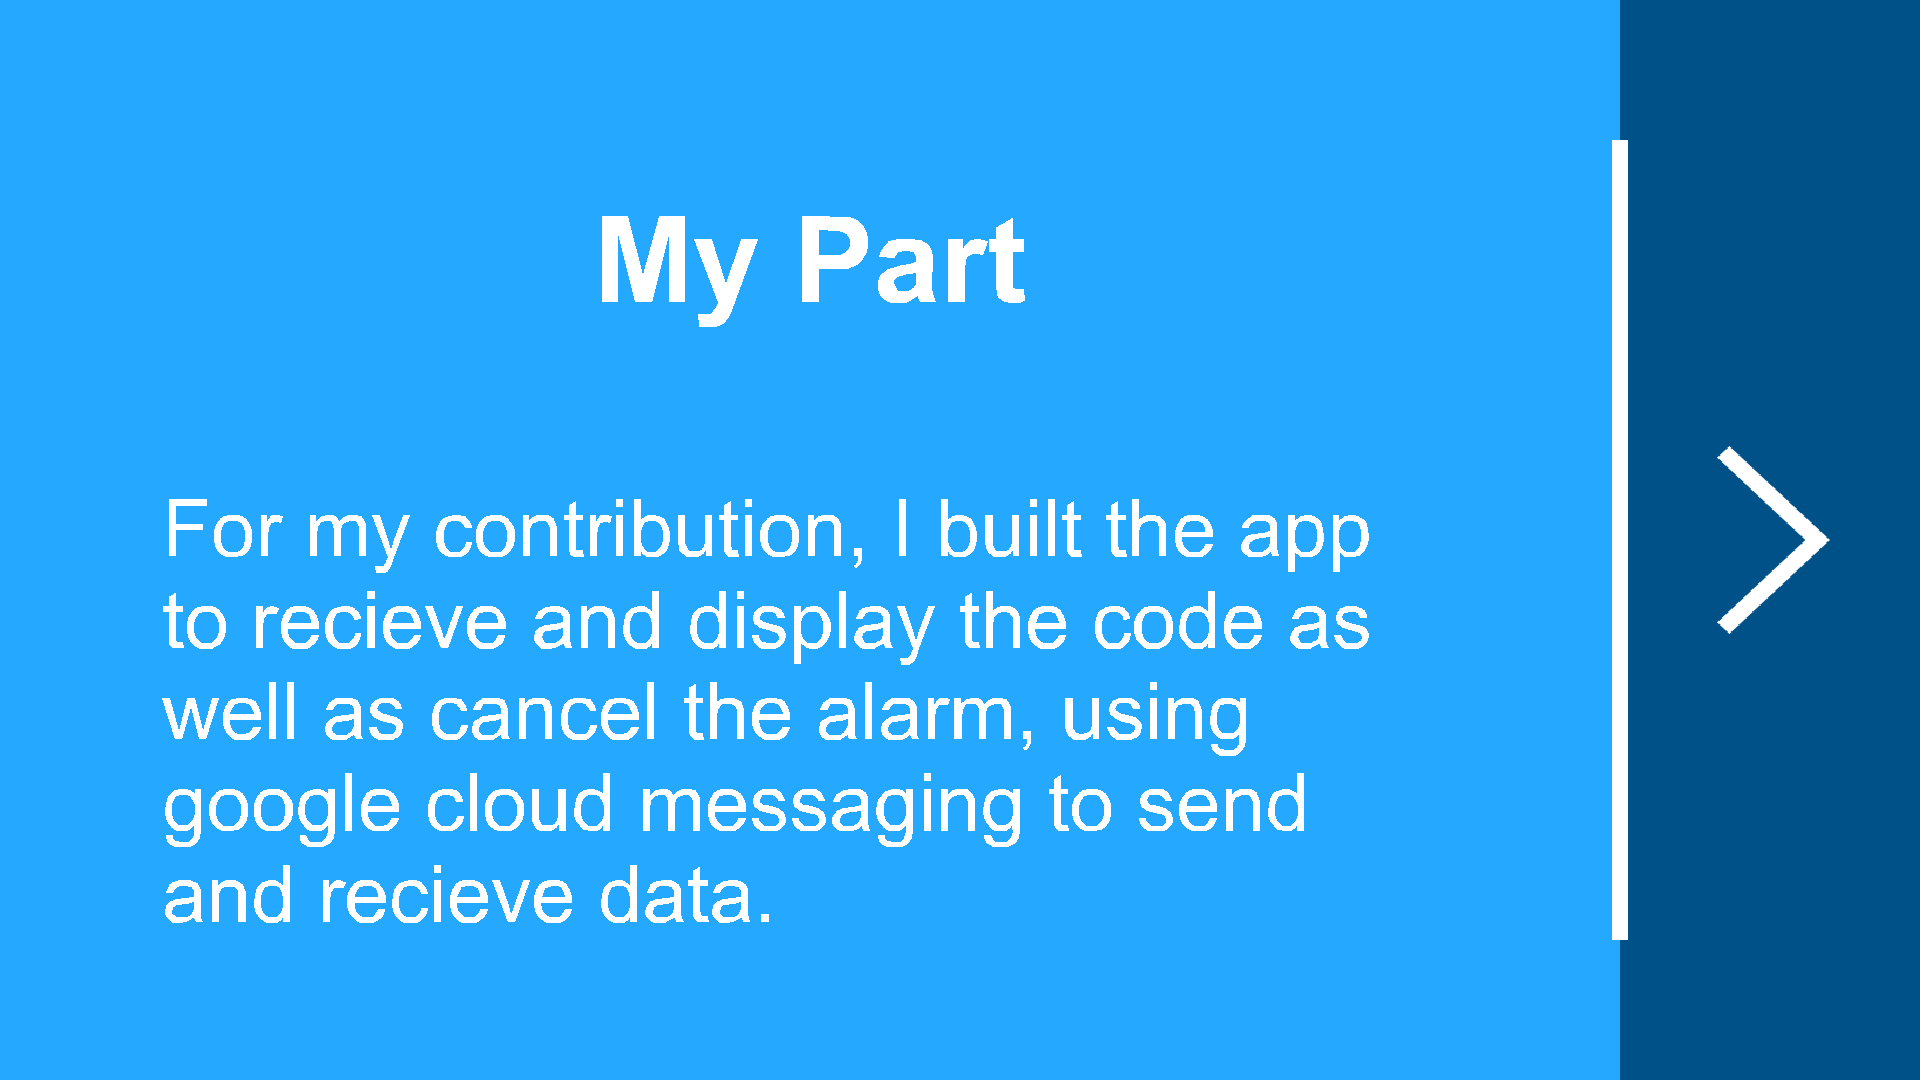 My Part
For my contribution, I built the app
to recieve and display the code as
well as cancel the alarm, using
google cloud messaging to send
and recieve data.